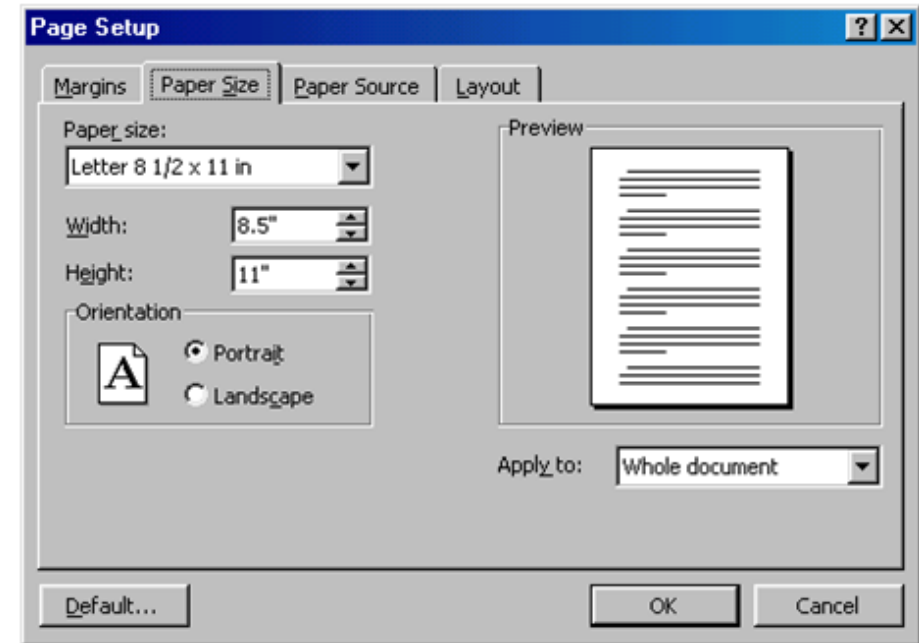 Page Setup
Margins Paper Size Paper Source Layout
Paper size:
Letter 8 1/2 x 11 in
Width: 8.5"
Height: 11"
Orientation
A
Portrait
Landscape
Preview
Apply to: Whole document
Default... OK Cancel